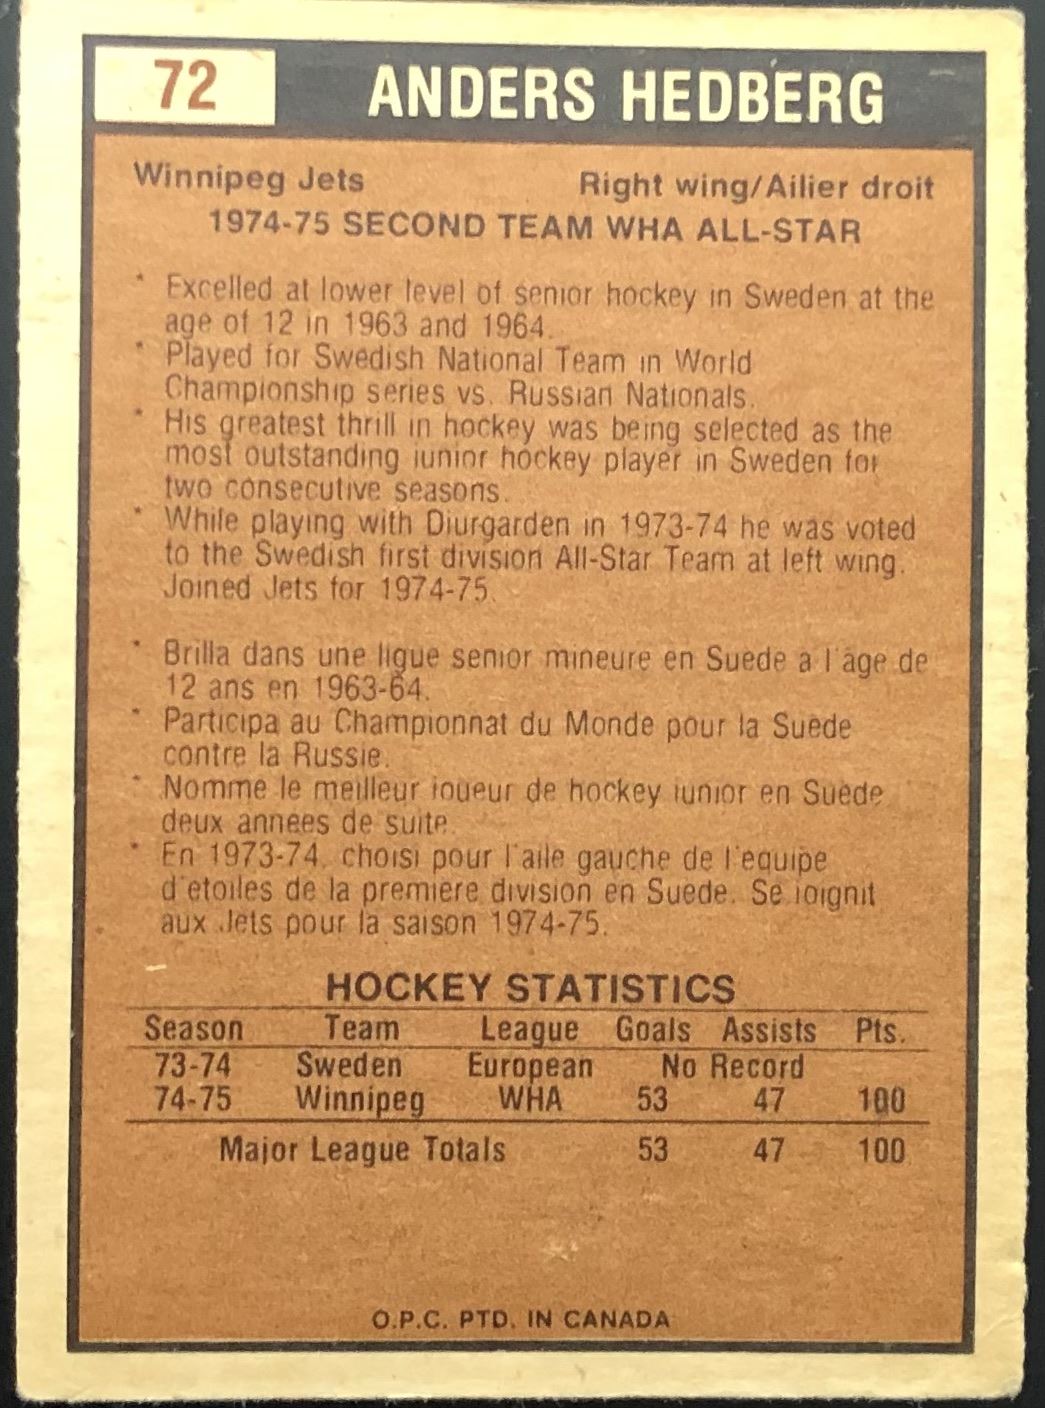 72
ANDERS HEDBERG
Winnipeg Jets
Right wing/Ailier droit
1974-75 SECOND TEAM WHA ALL-STAR
* Excelled at lower level of senior hockey in Sweden at the
age of 12 in 1963 and 1964.
* Played for Swedish National Team in World
Championship series vs. Russian Nationals.
* His greatest thrill in hockey was being selected as the
most outstanding junior hockey player in Sweden for
two consecutive seasons.
* While playing with Djurgarden in 1973-74 he was voted
to the Swedish first division All-Star Team at left wing.
Joined Jets for 1974-75.
* Brilla dans une ligue senior mineure en Suede a l'âge de
12 ans en 1963-64.
* Participa au Championnat du Monde pour la Suède
contre la Russie.
* Nomme le meilleur joueur de hockey junior en Suède
deux annees de suite.
* En 1973-74, choisi pour l'aile gauche de l'equipe
d'etoiles de la premiere division en Suede. Se joignit
aux Jets pour la saison 1974-75.
HOCKEY STATISTICS
Season Team League Goals Assists Pts.
73-74 Sweden European No Record
74-75 Winnipeg WHA 53 47 100
Major League Totals 53 47 100
O.P.C. PTD. IN CANADA